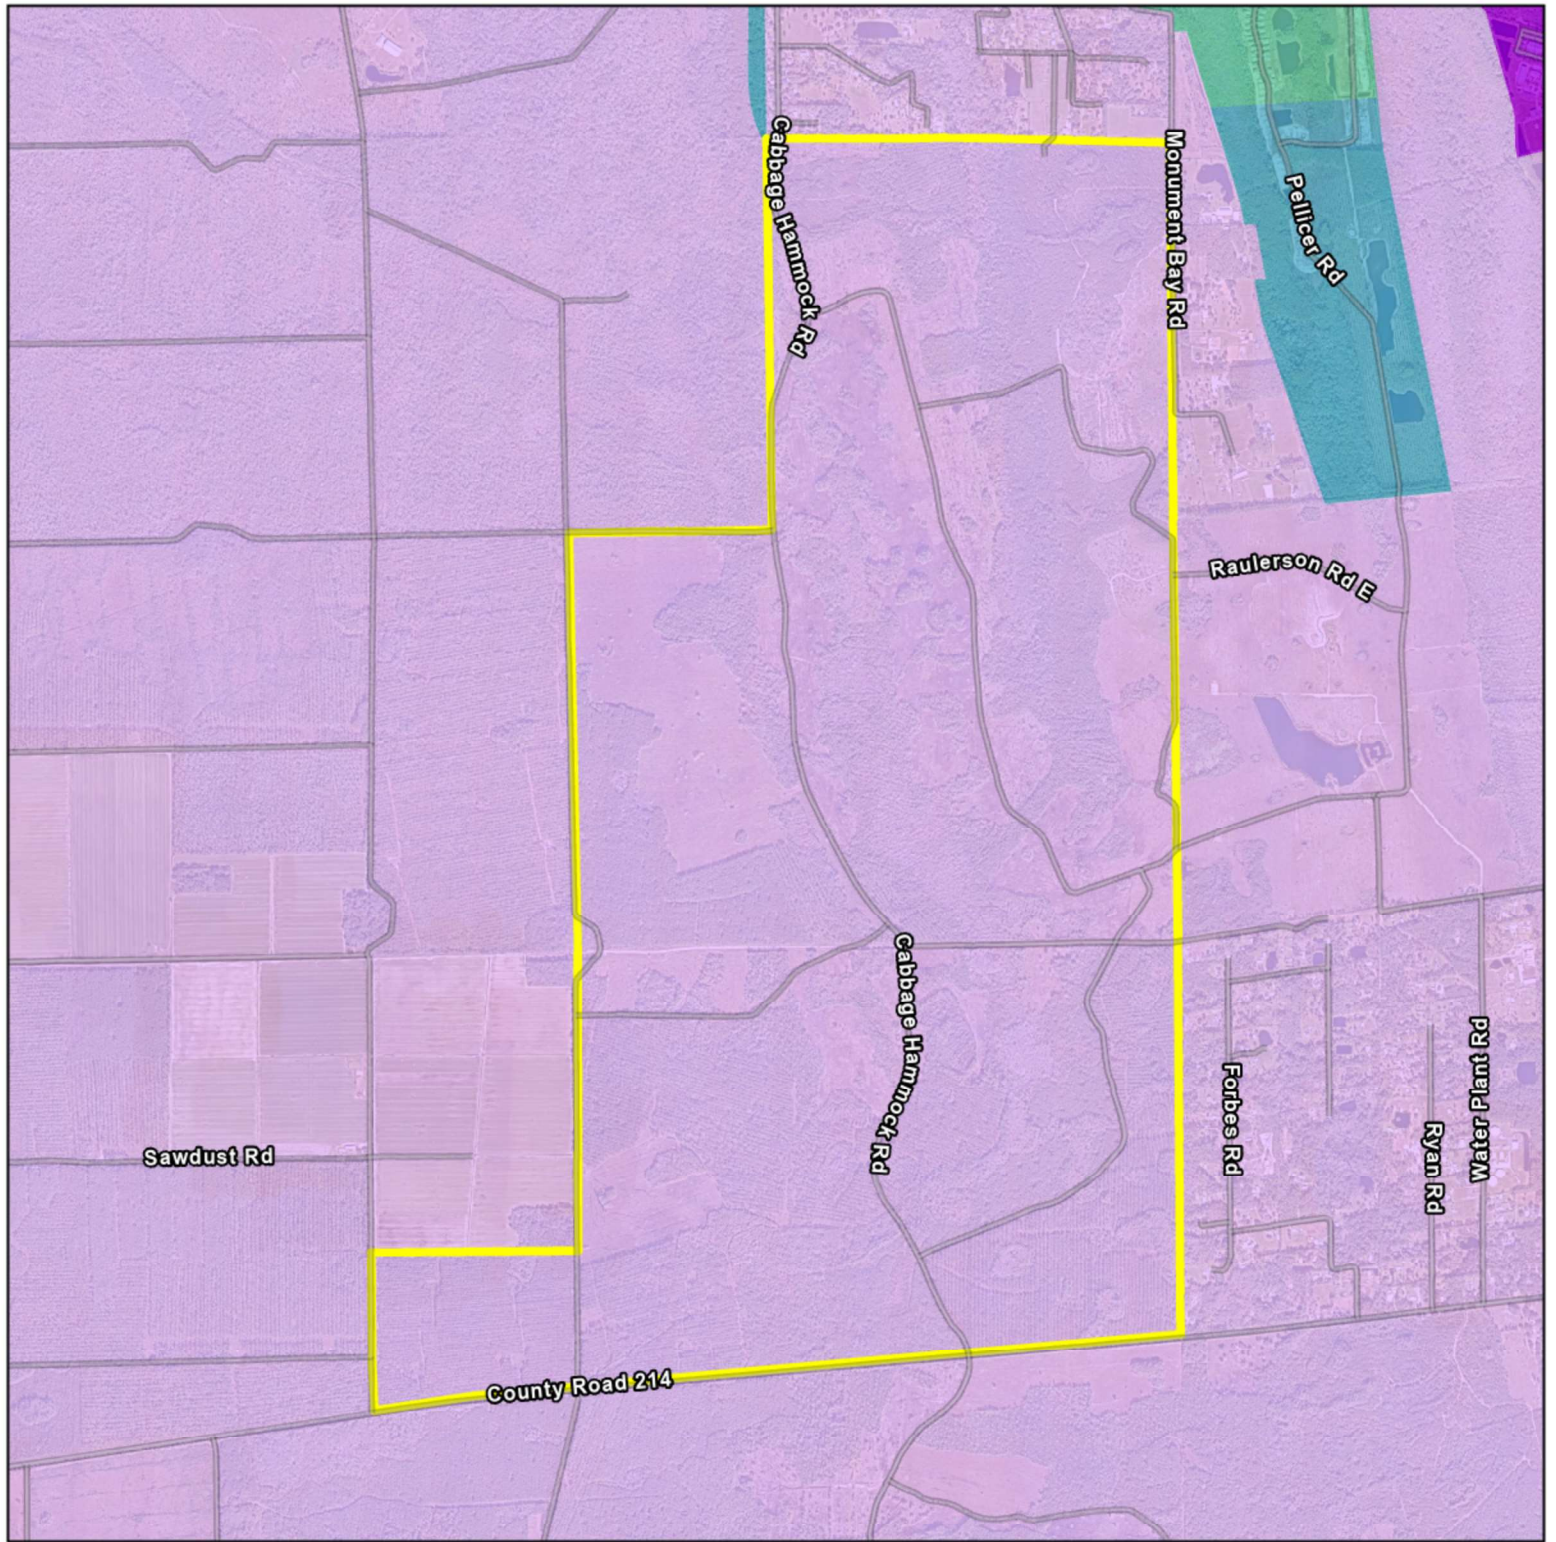 Cabbage Hammock Rd
Monument Bay Rd
Pellicer Rd
Raulerson Rd E
Cabbage Hammock Rd
Forbes Rd
Ryan Rd
Water Plant Rd
Sawdust Rd
County Road 214